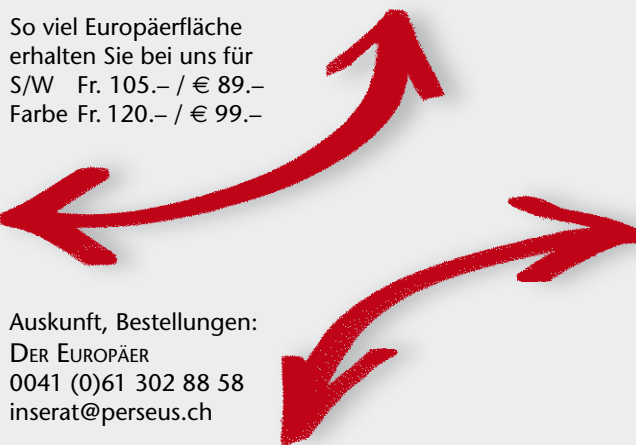 So viel Europäerfläche
erhalten Sie bei uns für
S/W Fr. 105.– / € 89.–
Farbe Fr. 120.– / € 99.–
Auskunft, Bestellungen:
DER EUROPÄER
0041 (0)61 302 88 58
inserat@perseus.ch